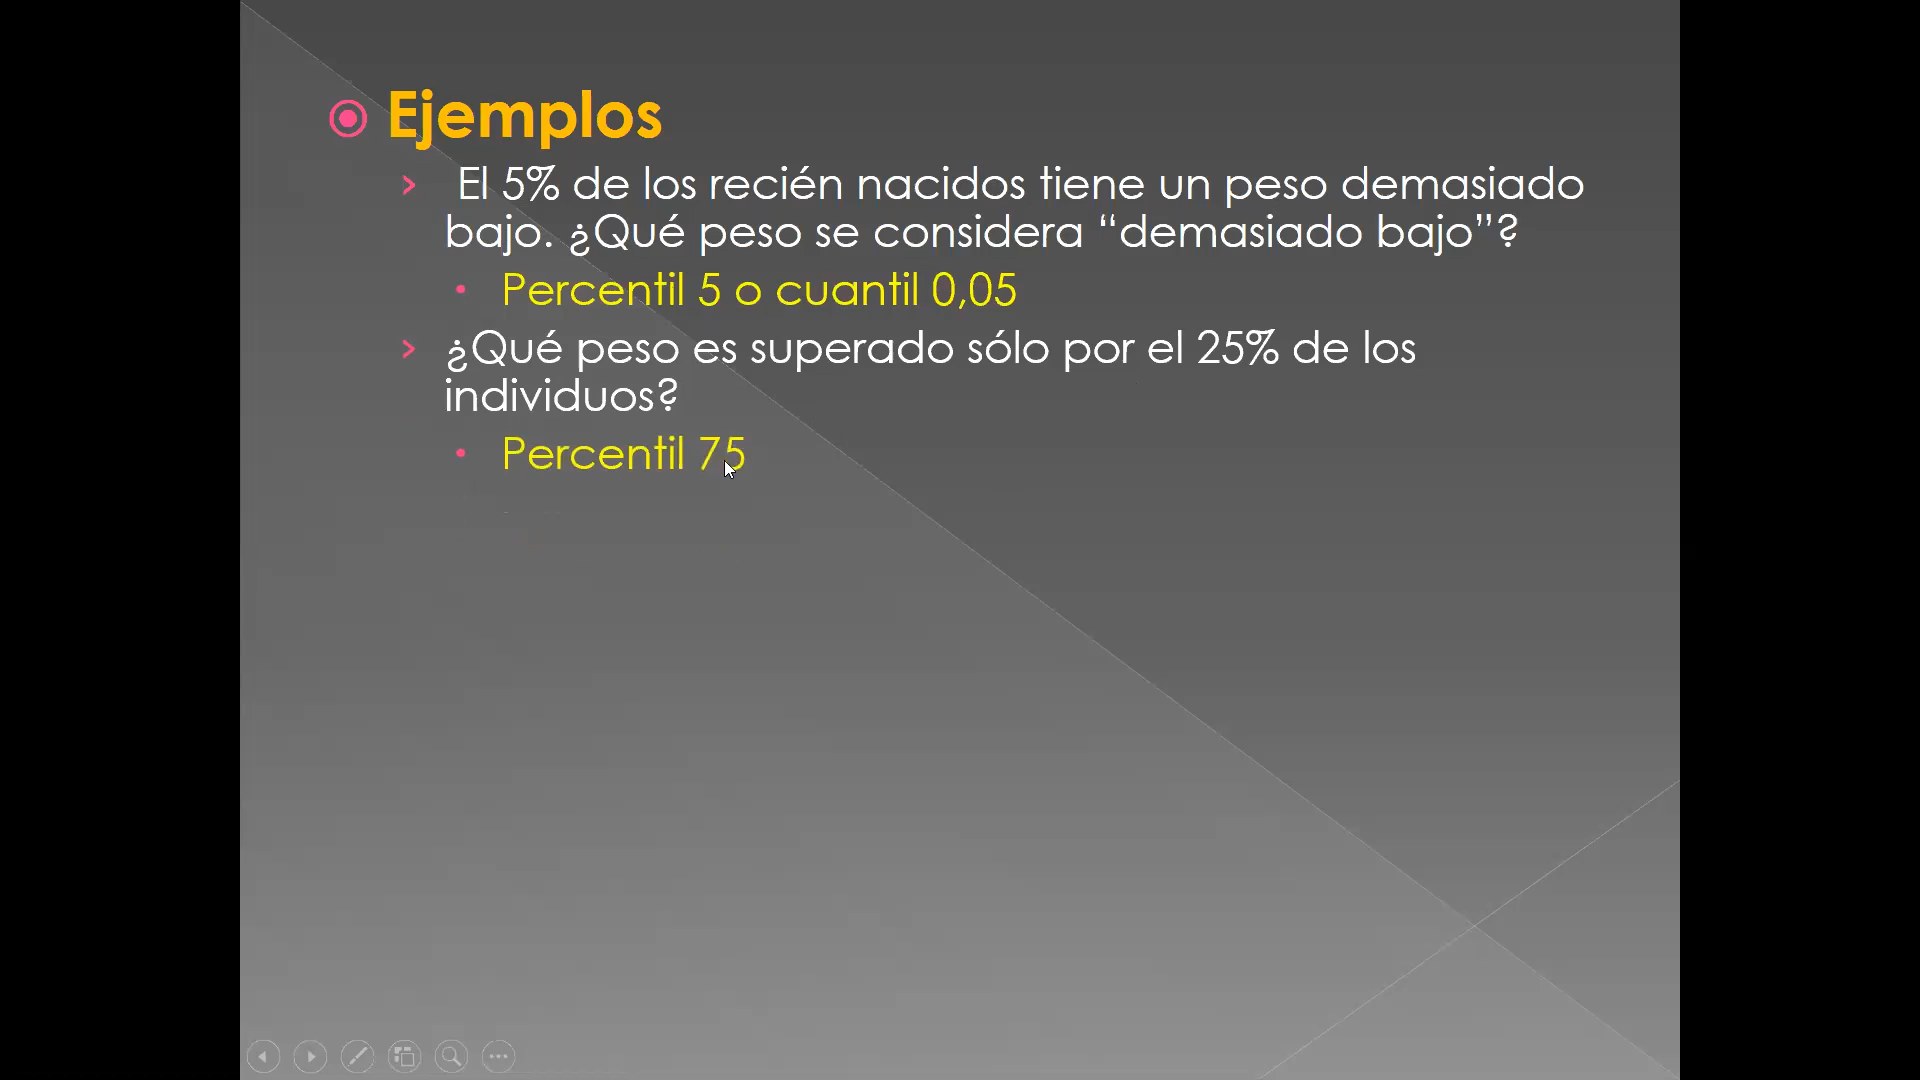 Ejemplos
El 5% de los recién nacidos tiene un peso demasiado
bajo. ¿Qué peso se considera “demasiado bajo”?
Percentil 5 o cuantil 0,05
¿Qué peso es superado sólo por el 25% de los
individuos?
Percentil 75